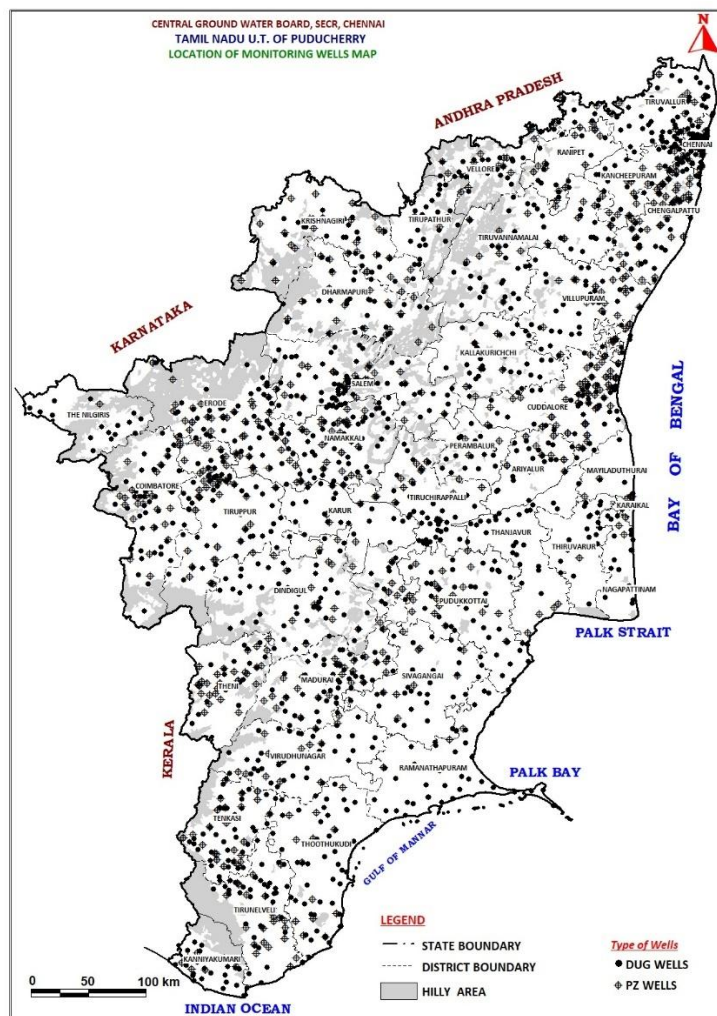 CENTRAL GROUND WATER BOARD, SECR, CHENNAI
TAMIL NADU U.T. OF PUDUCHERRY
LOCATION OF MONITORING WELLS MAP
N
ANDHRA PRADESH
TIRUVALLUR
CHENNAI
RANIPET
VELLORE
KANCHEEPURAM
CHENGALPATTU
KRISHNAGIRI
TIRUPATHUR
TIRUVANNAMALAI
DHARMAPURI
VILLUPURAM
KARNATAKA
KALLAKURICHCHI
SALEM
THE NILGIRIS
ERODE
CUDDALORE
BAY OF BENGAL
NAMAKKAL
PERAMBALUR
ARIYALUR
MAYILADUTHURAI
COIMBATORE
TIRUCHIRAPPALLI
KARAIKAL
TIRUPPUR
KARUR
THANJAVUR
THIRUVARUR
DINDIGUL
NAGAPATTINAM
PUDUKKOTTAI
PALK STRAIT
SIVAGANGAI
MADURAI
THENI
KERALA
VIRUDHUNAGAR
RAMANATHAPURAM
PALK BAY
TENKASI
THOOTHUKUDI
GULF OF MANNAR
TIRUNELVELI
KANNIYAKUMARI
INDIAN OCEAN
0 50 100 km
LEGEND
STATE BOUNDARY
DISTRICT BOUNDARY
HILLY AREA
Type of Wells
DUG WELLS
PZ WELLS